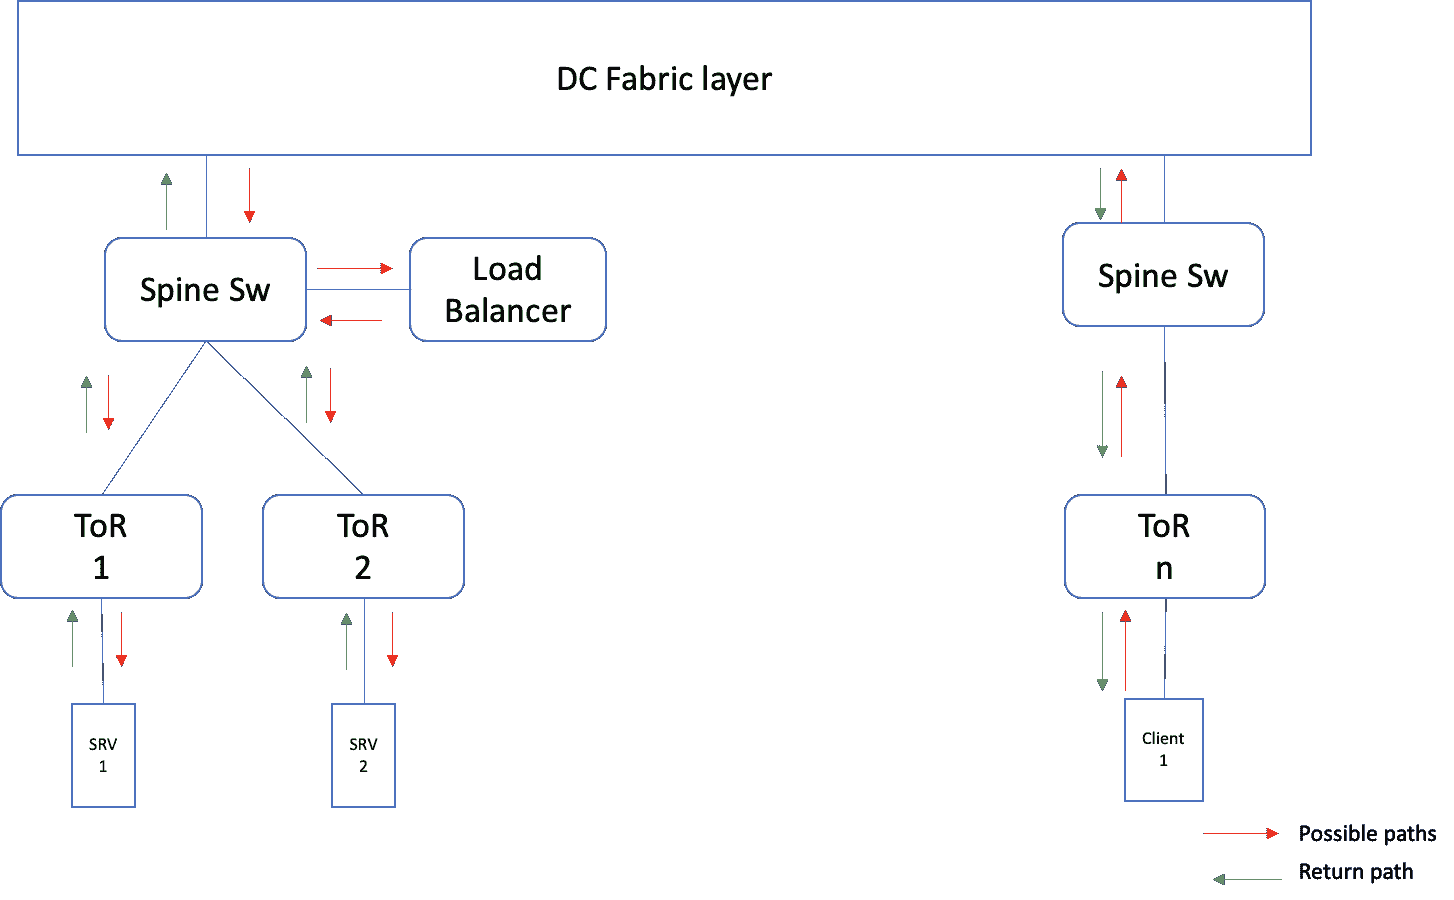 DC Fabric layer
Spine Sw
Load
Balancer
Spine Sw
ToR
1
ToR
2
ToR
n
SRV
1
SRV
2
Client
1
Possible paths
Return path